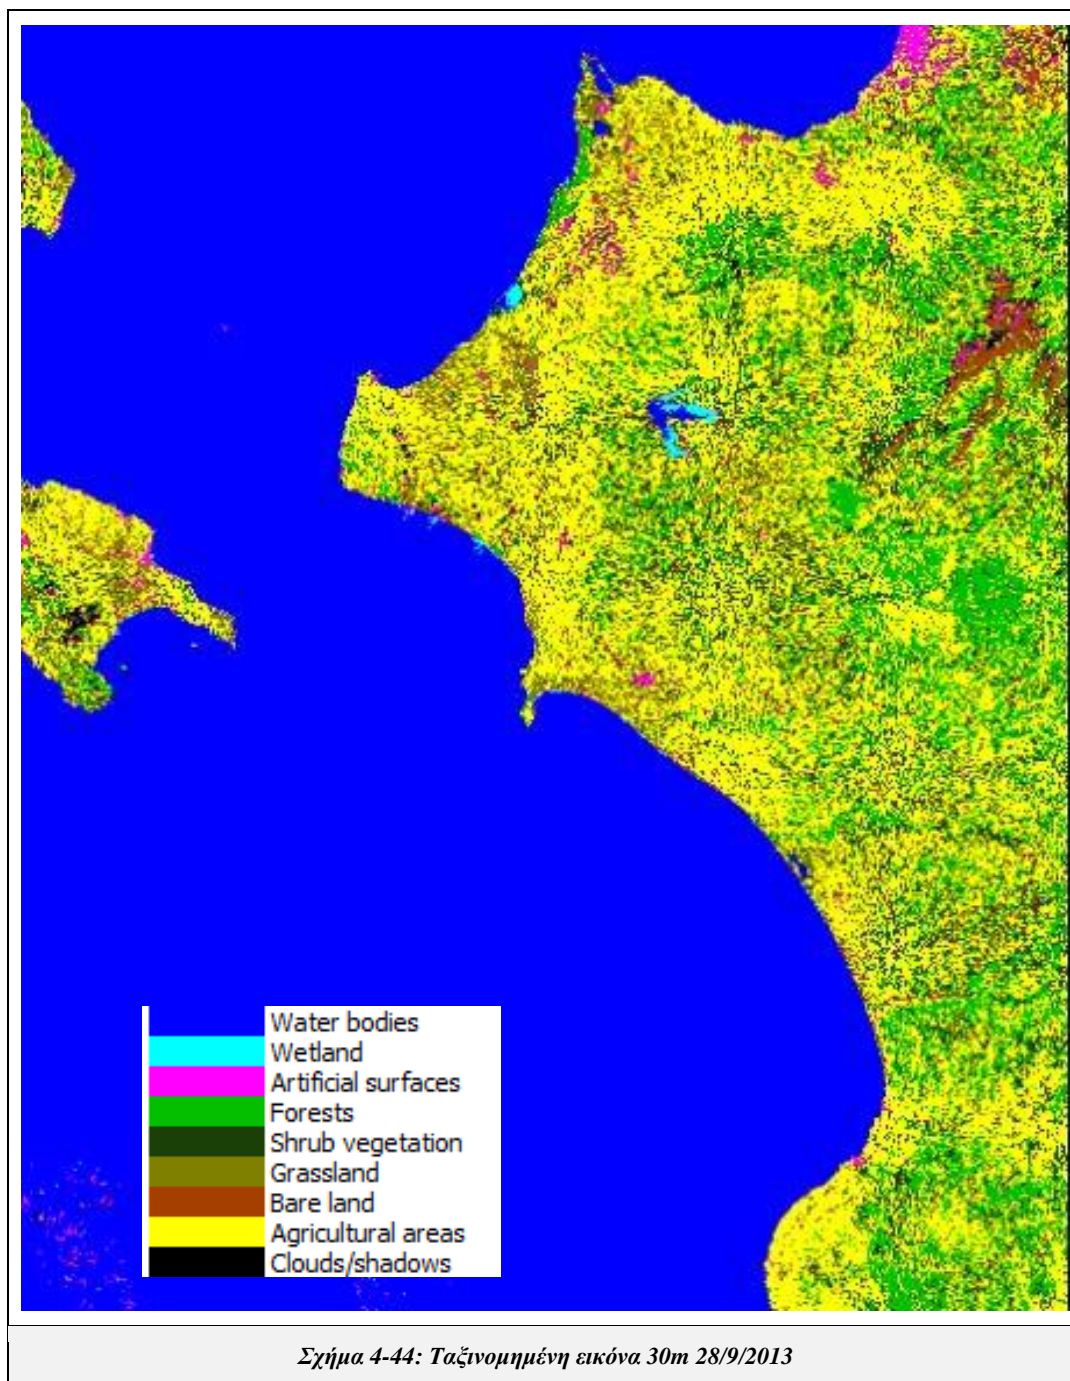 Water bodies
Wetland
Artificial surfaces
Forests
Shrub vegetation
Grassland
Bare land
Agricultural areas
Clouds/shadows
Σχήμα 4-44: Ταξινομημένη εικόνα 30m 28/9/2013